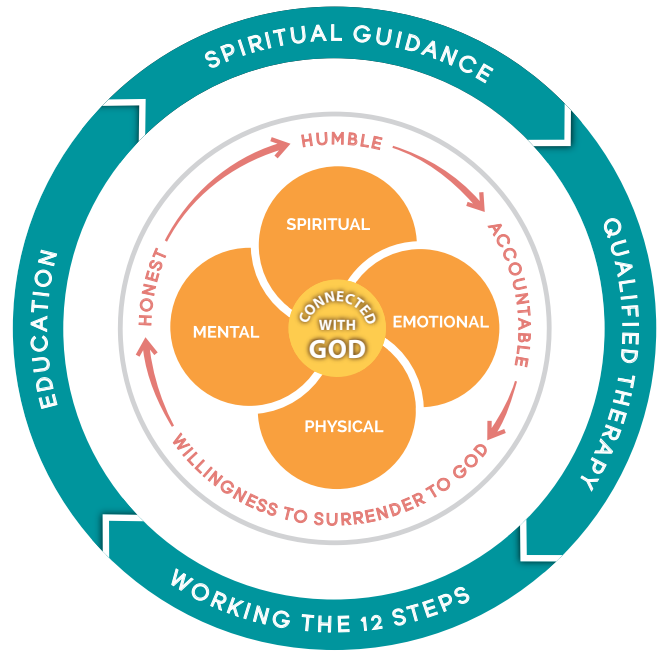 SPIRITUAL GUIDANCE
QUALIFIED THERAPY
WORKING THE 12 STEPS
EDUCATION
HUMBLE
ACCOUNTABLE
WILLINGNESS TO SURRENDER TO GOD
HONEST
SPIRITUAL
EMOTIONAL
PHYSICAL
MENTAL
CONNECTED
WITH
GOD